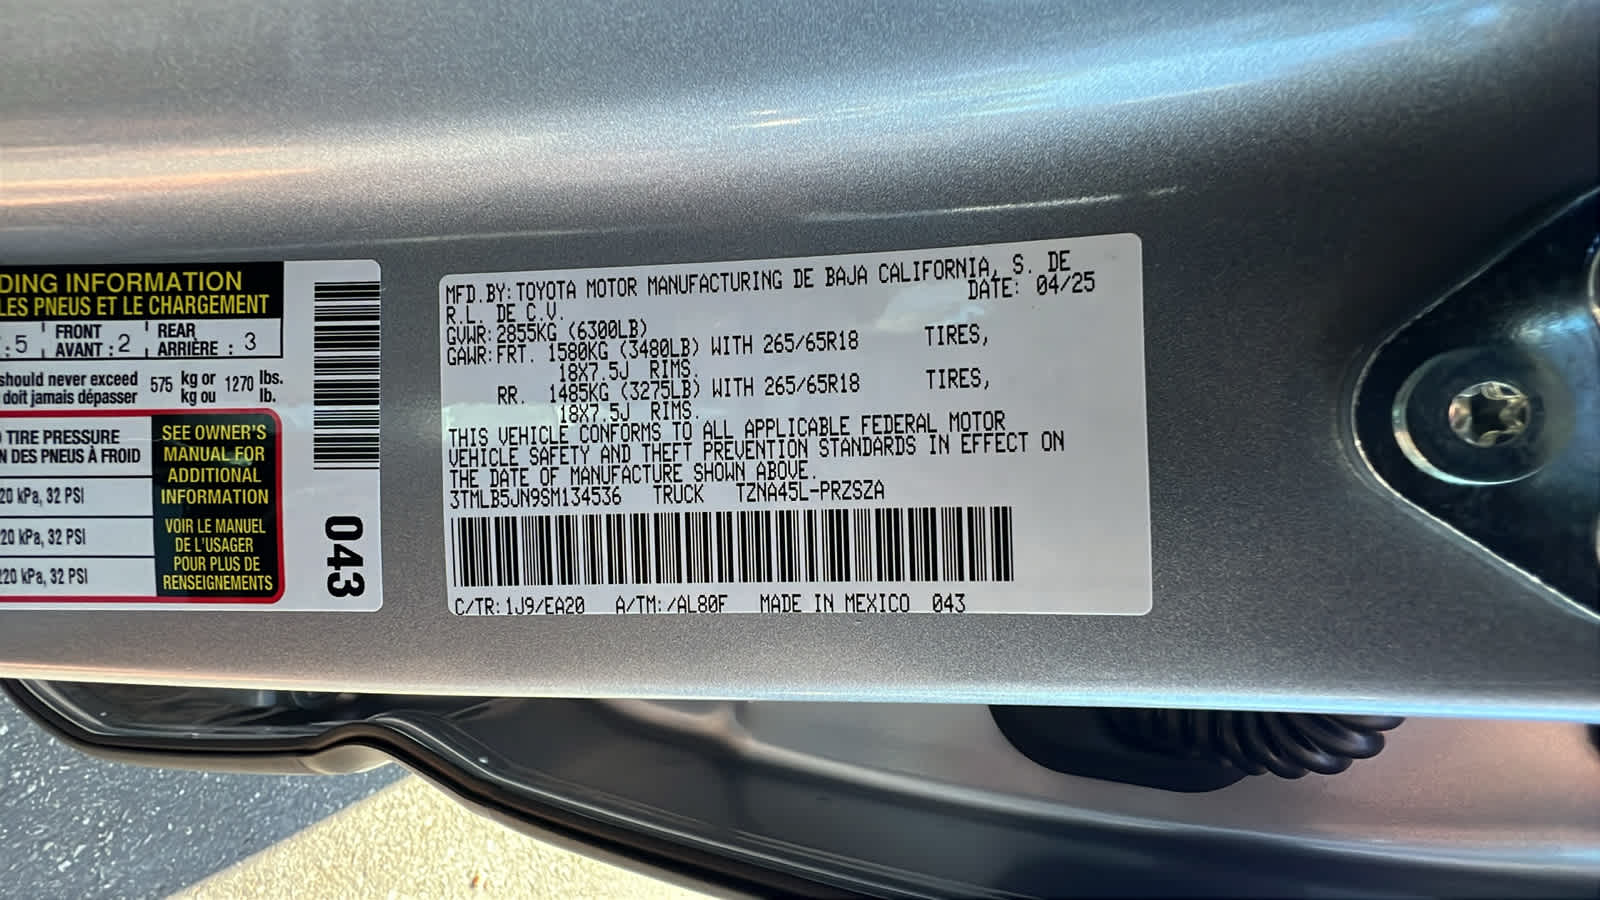 DING INFORMATION
LES PNEUS ET LE CHARGEMENT
: 5 FRONT AVANT : 2 REAR ARRIÈRE : 3
should never exceed 575 kg or 1270 lbs.
doit jamais dépasser kg ou lb.
TIRE PRESSURE
N DES PNEUS À FROID
20 kPa, 32 PSI
220 kPa, 32 PSI
220 kPa, 32 PSI
SEE OWNER'S
MANUAL FOR
ADDITIONAL
INFORMATION
VOIR LE MANUEL
DE L'USAGER
POUR PLUS DE
RENSEIGNEMENTS
043
MFD.BY:TOYOTA MOTOR MANUFACTURING DE BAJA CALIFORNIA, S. DE
R.L. DE C.V. DATE: 04/25
GVWR:2855KG (6300LB)
GAWR:FRT. 1580KG (3480LB) WITH 265/65R18 TIRES,
18X7.5J RIMS.
RR. 1485KG (3275LB) WITH 265/65R18 TIRES,
18X7.5J RIMS.
THIS VEHICLE CONFORMS TO ALL APPLICABLE FEDERAL MOTOR
VEHICLE SAFETY AND THEFT PREVENTION STANDARDS IN EFFECT ON
THE DATE OF MANUFACTURE SHOWN ABOVE.
3TMLB5JN9SM134536 TRUCK TZNA45L-PRZSZA
C/TR:1J9/EA20 A/TM:/AL80F MADE IN MEXICO 043